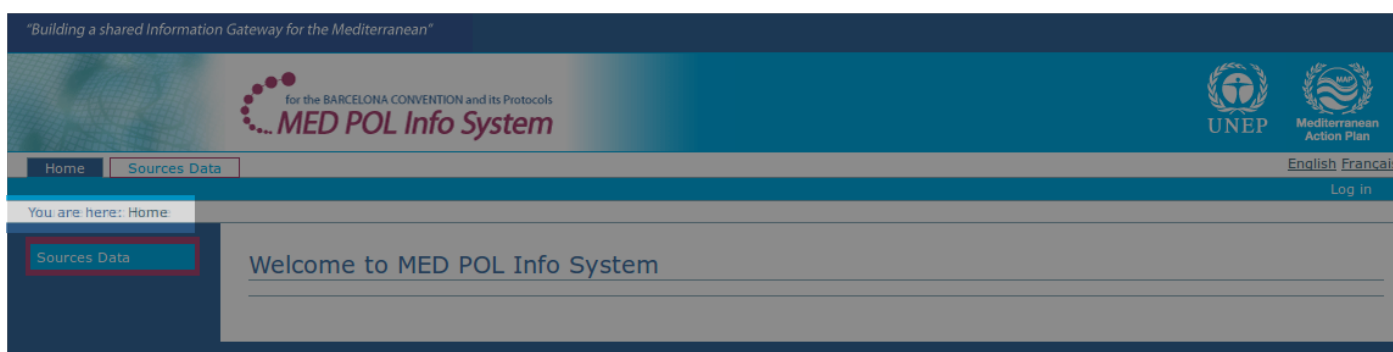 "Building a shared Information Gateway for the Mediterranean"
for the BARCELONA CONVENTION and its Protocols
MED POL Info System
UNEP
MAP
Mediterranean
Action Plan
Home Sources Data
English Français
Log in
You are here: Home
Sources Data
Welcome to MED POL Info System